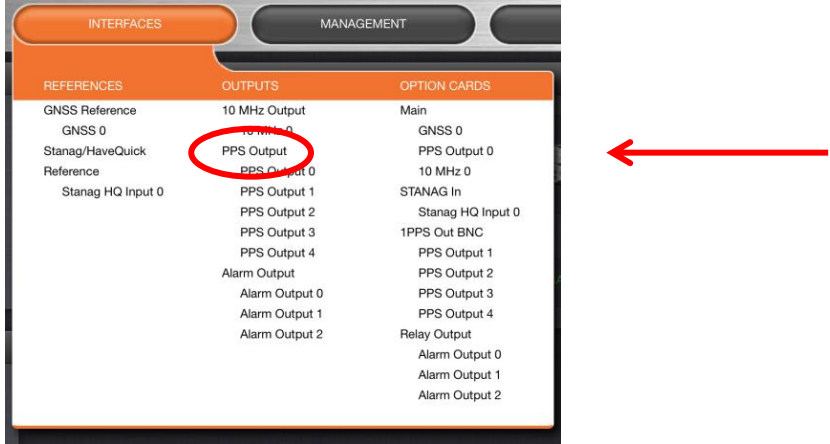 INTERFACES
MANAGEMENT
REFERENCES
GNSS Reference
GNSS 0
Stanag/HaveQuick
Reference
Stanag HQ Input 0
OUTPUTS
10 MHz Output
10 MHz 0
PPS Output
PPS Output 0
PPS Output 1
PPS Output 2
PPS Output 3
PPS Output 4
Alarm Output
Alarm Output 0
Alarm Output 1
Alarm Output 2
OPTION CARDS
Main
GNSS 0
PPS Output 0
10 MHz 0
STANAG In
Stanag HQ Input 0
1PPS Out BNC
PPS Output 1
PPS Output 2
PPS Output 3
PPS Output 4
Relay Output
Alarm Output 0
Alarm Output 1
Alarm Output 2